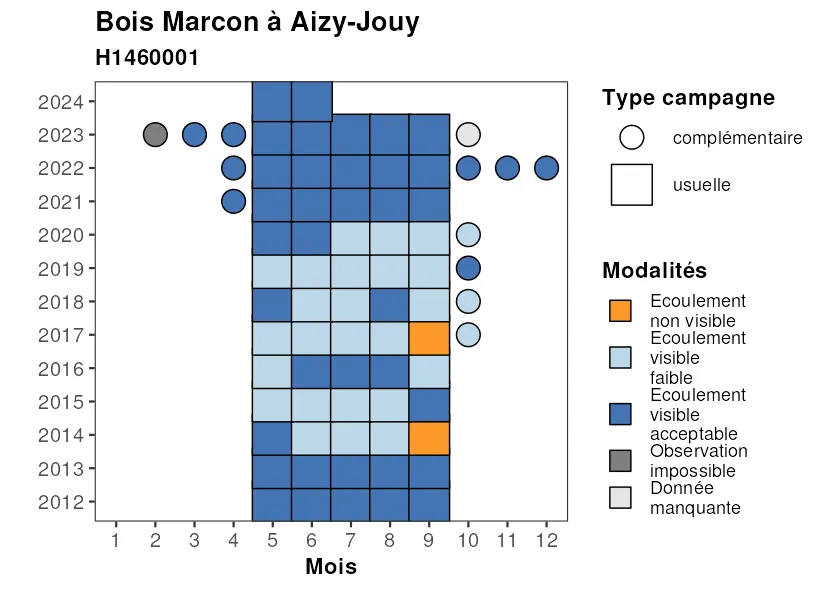 Bois Marcon à Aizy-Jouy
H1460001
2024
2023
2022
2021
2020
2019
2018
2017
2016
2015
2014
2013
2012
1 2 3 4 5 6 7 8 9 10 11 12
Mois
Type campagne
complémentaire
usuelle
Modalités
Ecoulement
non visible
Ecoulement
visible
faible
Ecoulement
visible
acceptable
Observation
impossible
Donnée
manquante